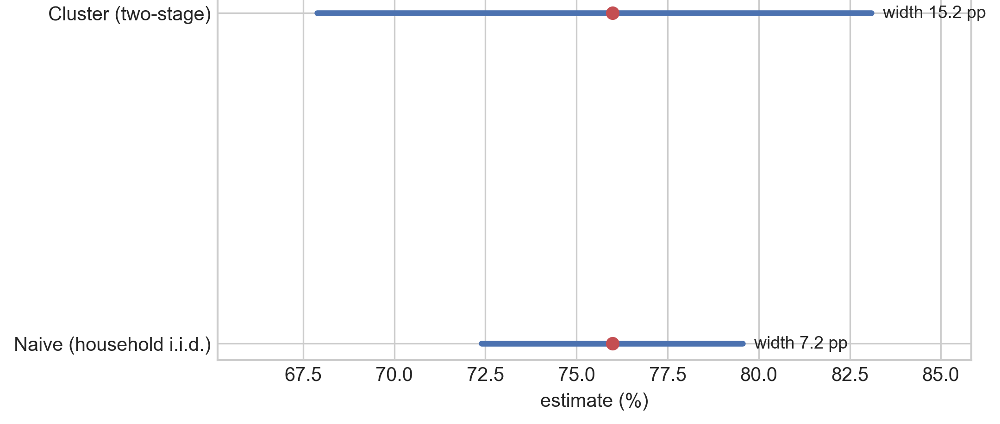 Cluster (two-stage)
width 15.2 pp
Naive (household i.i.d.)
width 7.2 pp
67.5 70.0 72.5 75.0 77.5 80.0 82.5 85.0
estimate (%)